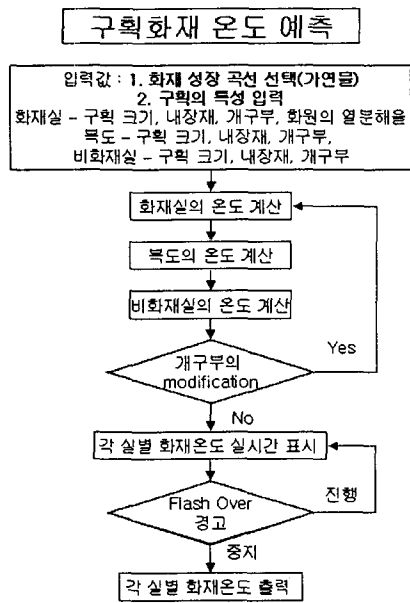 구획화재 온도 예측
입력값 : 1. 화재 성장 곡선 선택(가연물)
2. 구획의 특성 입력
화재실 - 구획 크기, 내장재, 개구부, 화원의 열분해율
복도 - 구획 크기, 내장재, 개구부,
비화재실 - 구획 크기, 내장재, 개구부
화재실의 온도 계산
복도의 온도 계산
비화재실의 온도 계산
개구부의
modification
Yes
No
각 실별 화재온도 실시간 표시
Flash Over
경고
진행
중지
각 실별 화재온도 출력